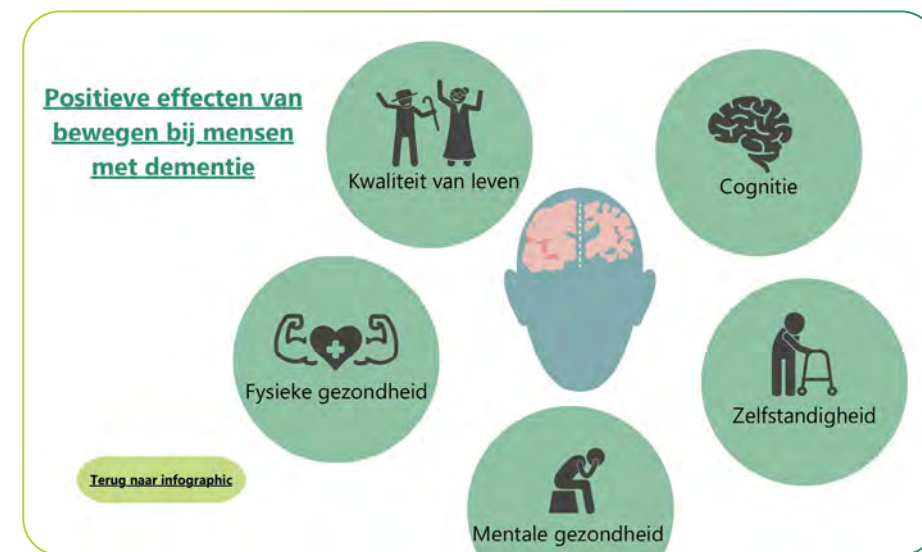 Positieve effecten van
bewegen bij mensen
met dementie
Kwaliteit van leven
Cognitie
Fysieke gezondheid
Zelfstandigheid
Mentale gezondheid
Terug naar infographic